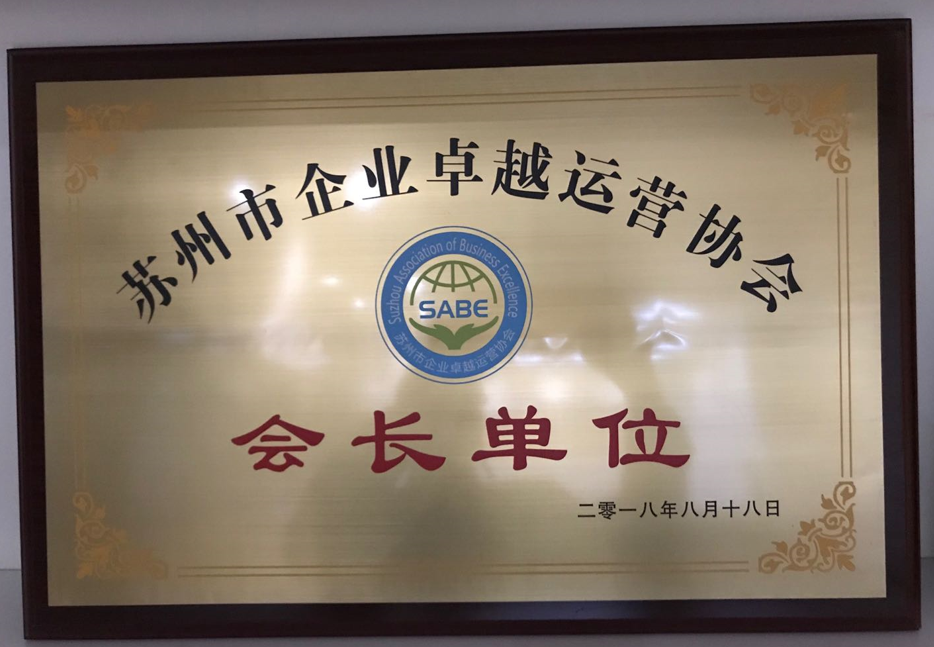 苏州市企业卓越运营协会
Suzhou Association of Business Excellence
SABE
苏州市企业卓越运营协会
会长单位
二零一八年八月十八日